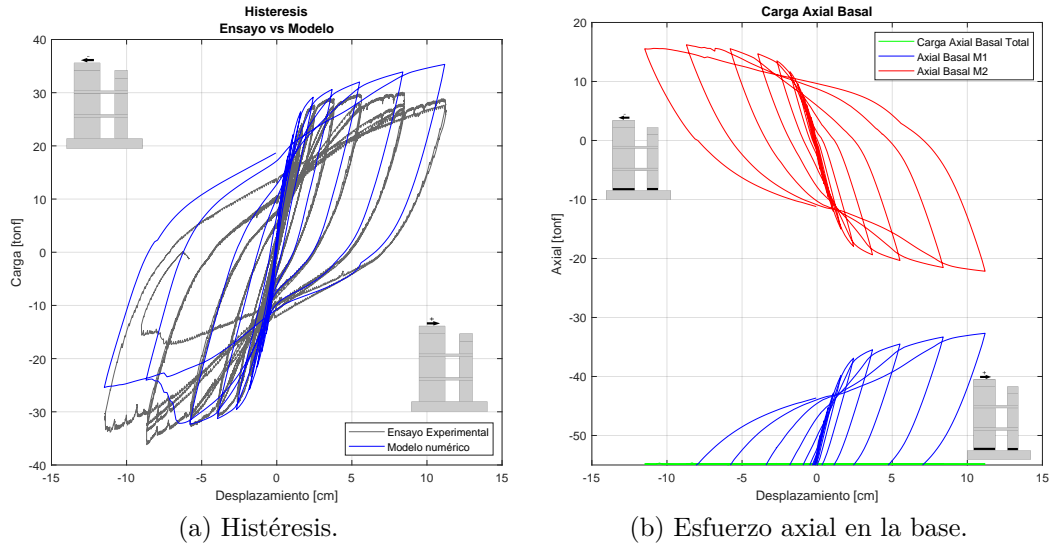 Histeresis
Ensayo vs Modelo
Carga [tonf]
40
30
20
10
0
-10
-20
-30
-40
-15
-10
-5
0
5
10
15
Desplazamiento [cm]
-
+
Ensayo Experimental
Modelo numérico
(a) Histéresis.
Carga Axial Basal
Axial [tonf]
20
10
0
-10
-20
-30
-40
-50
-15
-10
-5
0
5
10
15
Desplazamiento [cm]
Carga Axial Basal Total
Axial Basal M1
Axial Basal M2
-
+
(b) Esfuerzo axial en la base.